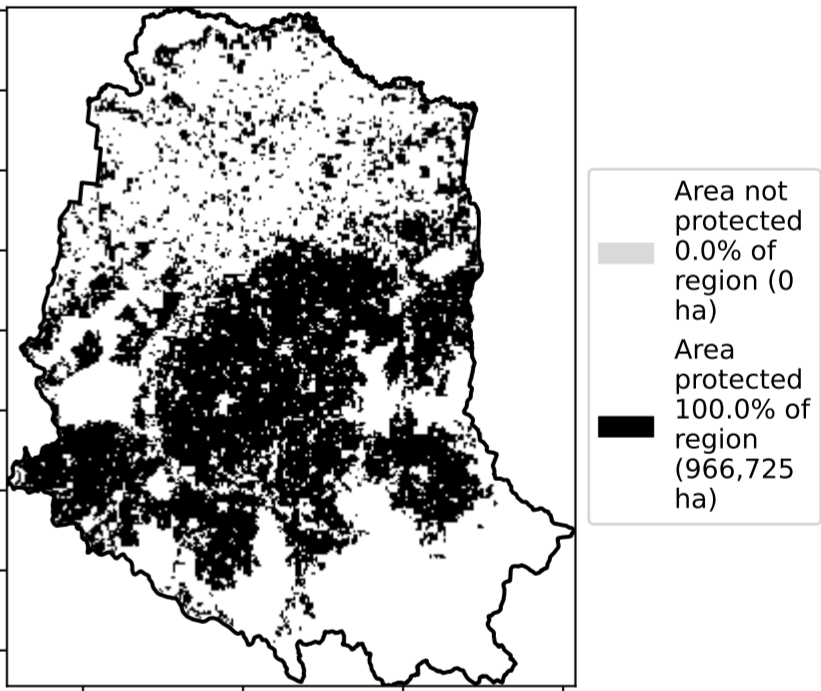 Area not
protected
0.0% of
region (0
ha)
Area
protected
100.0% of
region
(966,725
ha)